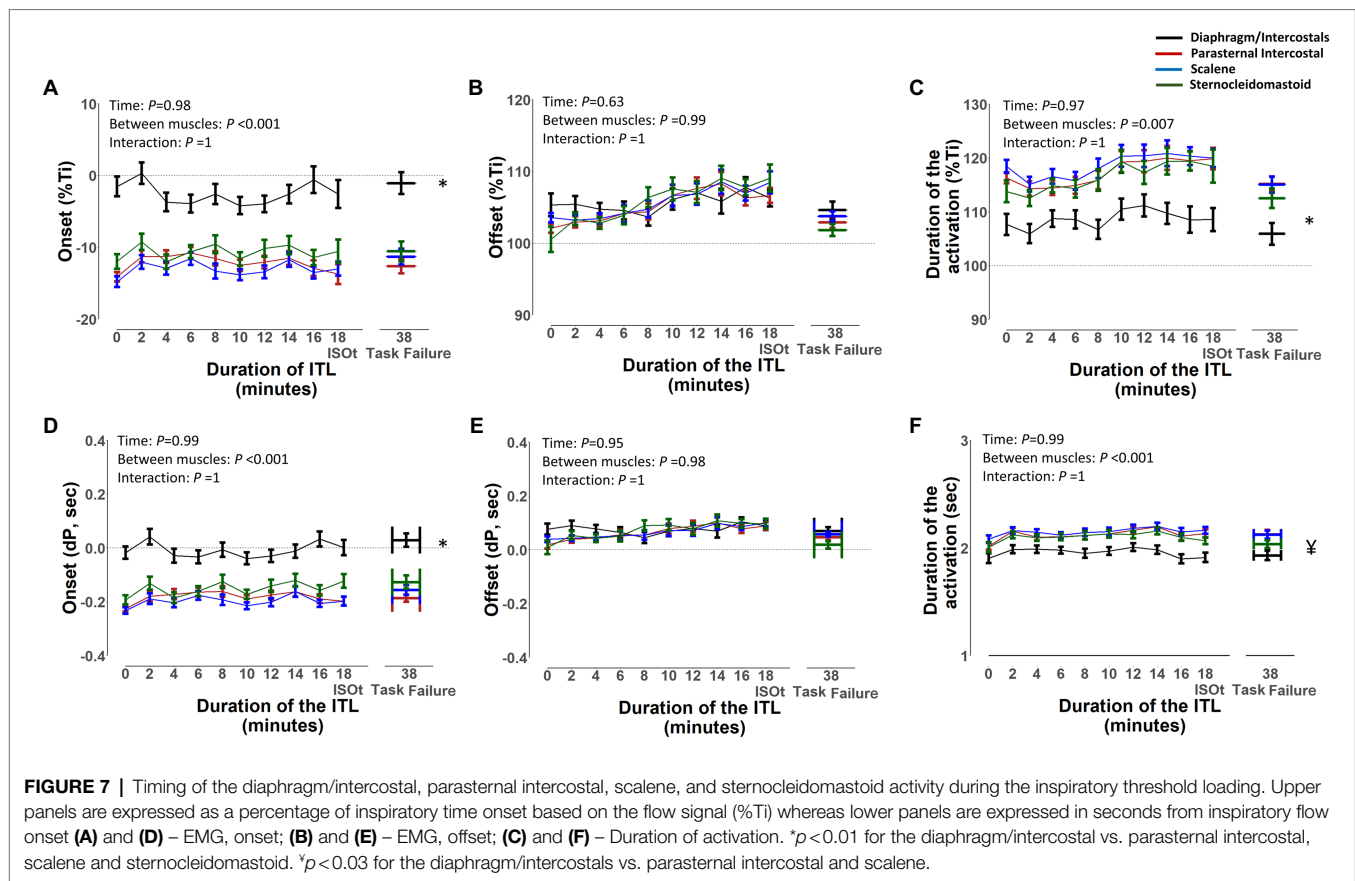 Diaphragm/Intercostals
Parasternal Intercostal
Scalene
Sternocleidomastoid
A
Time: P=0.98
Between muscles: P <0.001
Interaction: P =1
Onset (%Ti)
10
0
-10
-20
*
0 2 4 6 8 10 12 14 16 18 38
ISOt Task Failure
Duration of ITL
(minutes)
B
Time: P=0.63
Between muscles: P =0.99
Interaction: P =1
Offset (%Ti)
120
110
100
90
0 2 4 6 8 10 12 14 16 18 38
ISOt Task Failure
Duration of the ITL
(minutes)
C
Time: P=0.97
Between muscles: P =0.007
Interaction: P =1
Duration of the
activation (%Ti)
130
120
110
100
90
*
0 2 4 6 8 10 12 14 16 18 38
ISOt Task Failure
Duration of the ITL
(minutes)
D
Time: P=0.99
Between muscles: P <0.001
Interaction: P =1
Onset (dP, sec)
0.4
0.2
0.0
-0.2
-0.4
*
0 2 4 6 8 10 12 14 16 18 38
ISOt Task Failure
Duration of the ITL
(minutes)
E
Time: P=0.95
Between muscles: P =0.98
Interaction: P =1
Offset (dP, sec)
0.4
0.2
0.0
-0.2
-0.4
0 2 4 6 8 10 12 14 16 18 38
ISOt Task Failure
Duration of the ITL
(minutes)
F
Time: P=0.99
Between muscles: P <0.001
Interaction: P =1
Duration of the
activation (sec)
3
2
1
¥
0 2 4 6 8 10 12 14 16 18 38
ISOt Task Failure
Duration of the ITL
(minutes)
FIGURE 7 | Timing of the diaphragm/intercostal, parasternal intercostal, scalene, and sternocleidomastoid activity during the inspiratory threshold loading. Upper
panels are expressed as a percentage of inspiratory time onset based on the flow signal (%Ti) whereas lower panels are expressed in seconds from inspiratory flow
onset (A) and (D) – EMG, onset; (B) and (E) – EMG, offset; (C) and (F) – Duration of activation. *p<0.01 for the diaphragm/intercostal vs. parasternal intercostal,
scalene and sternocleidomastoid. ¥p<0.03 for the diaphragm/intercostals vs. parasternal intercostal and scalene.